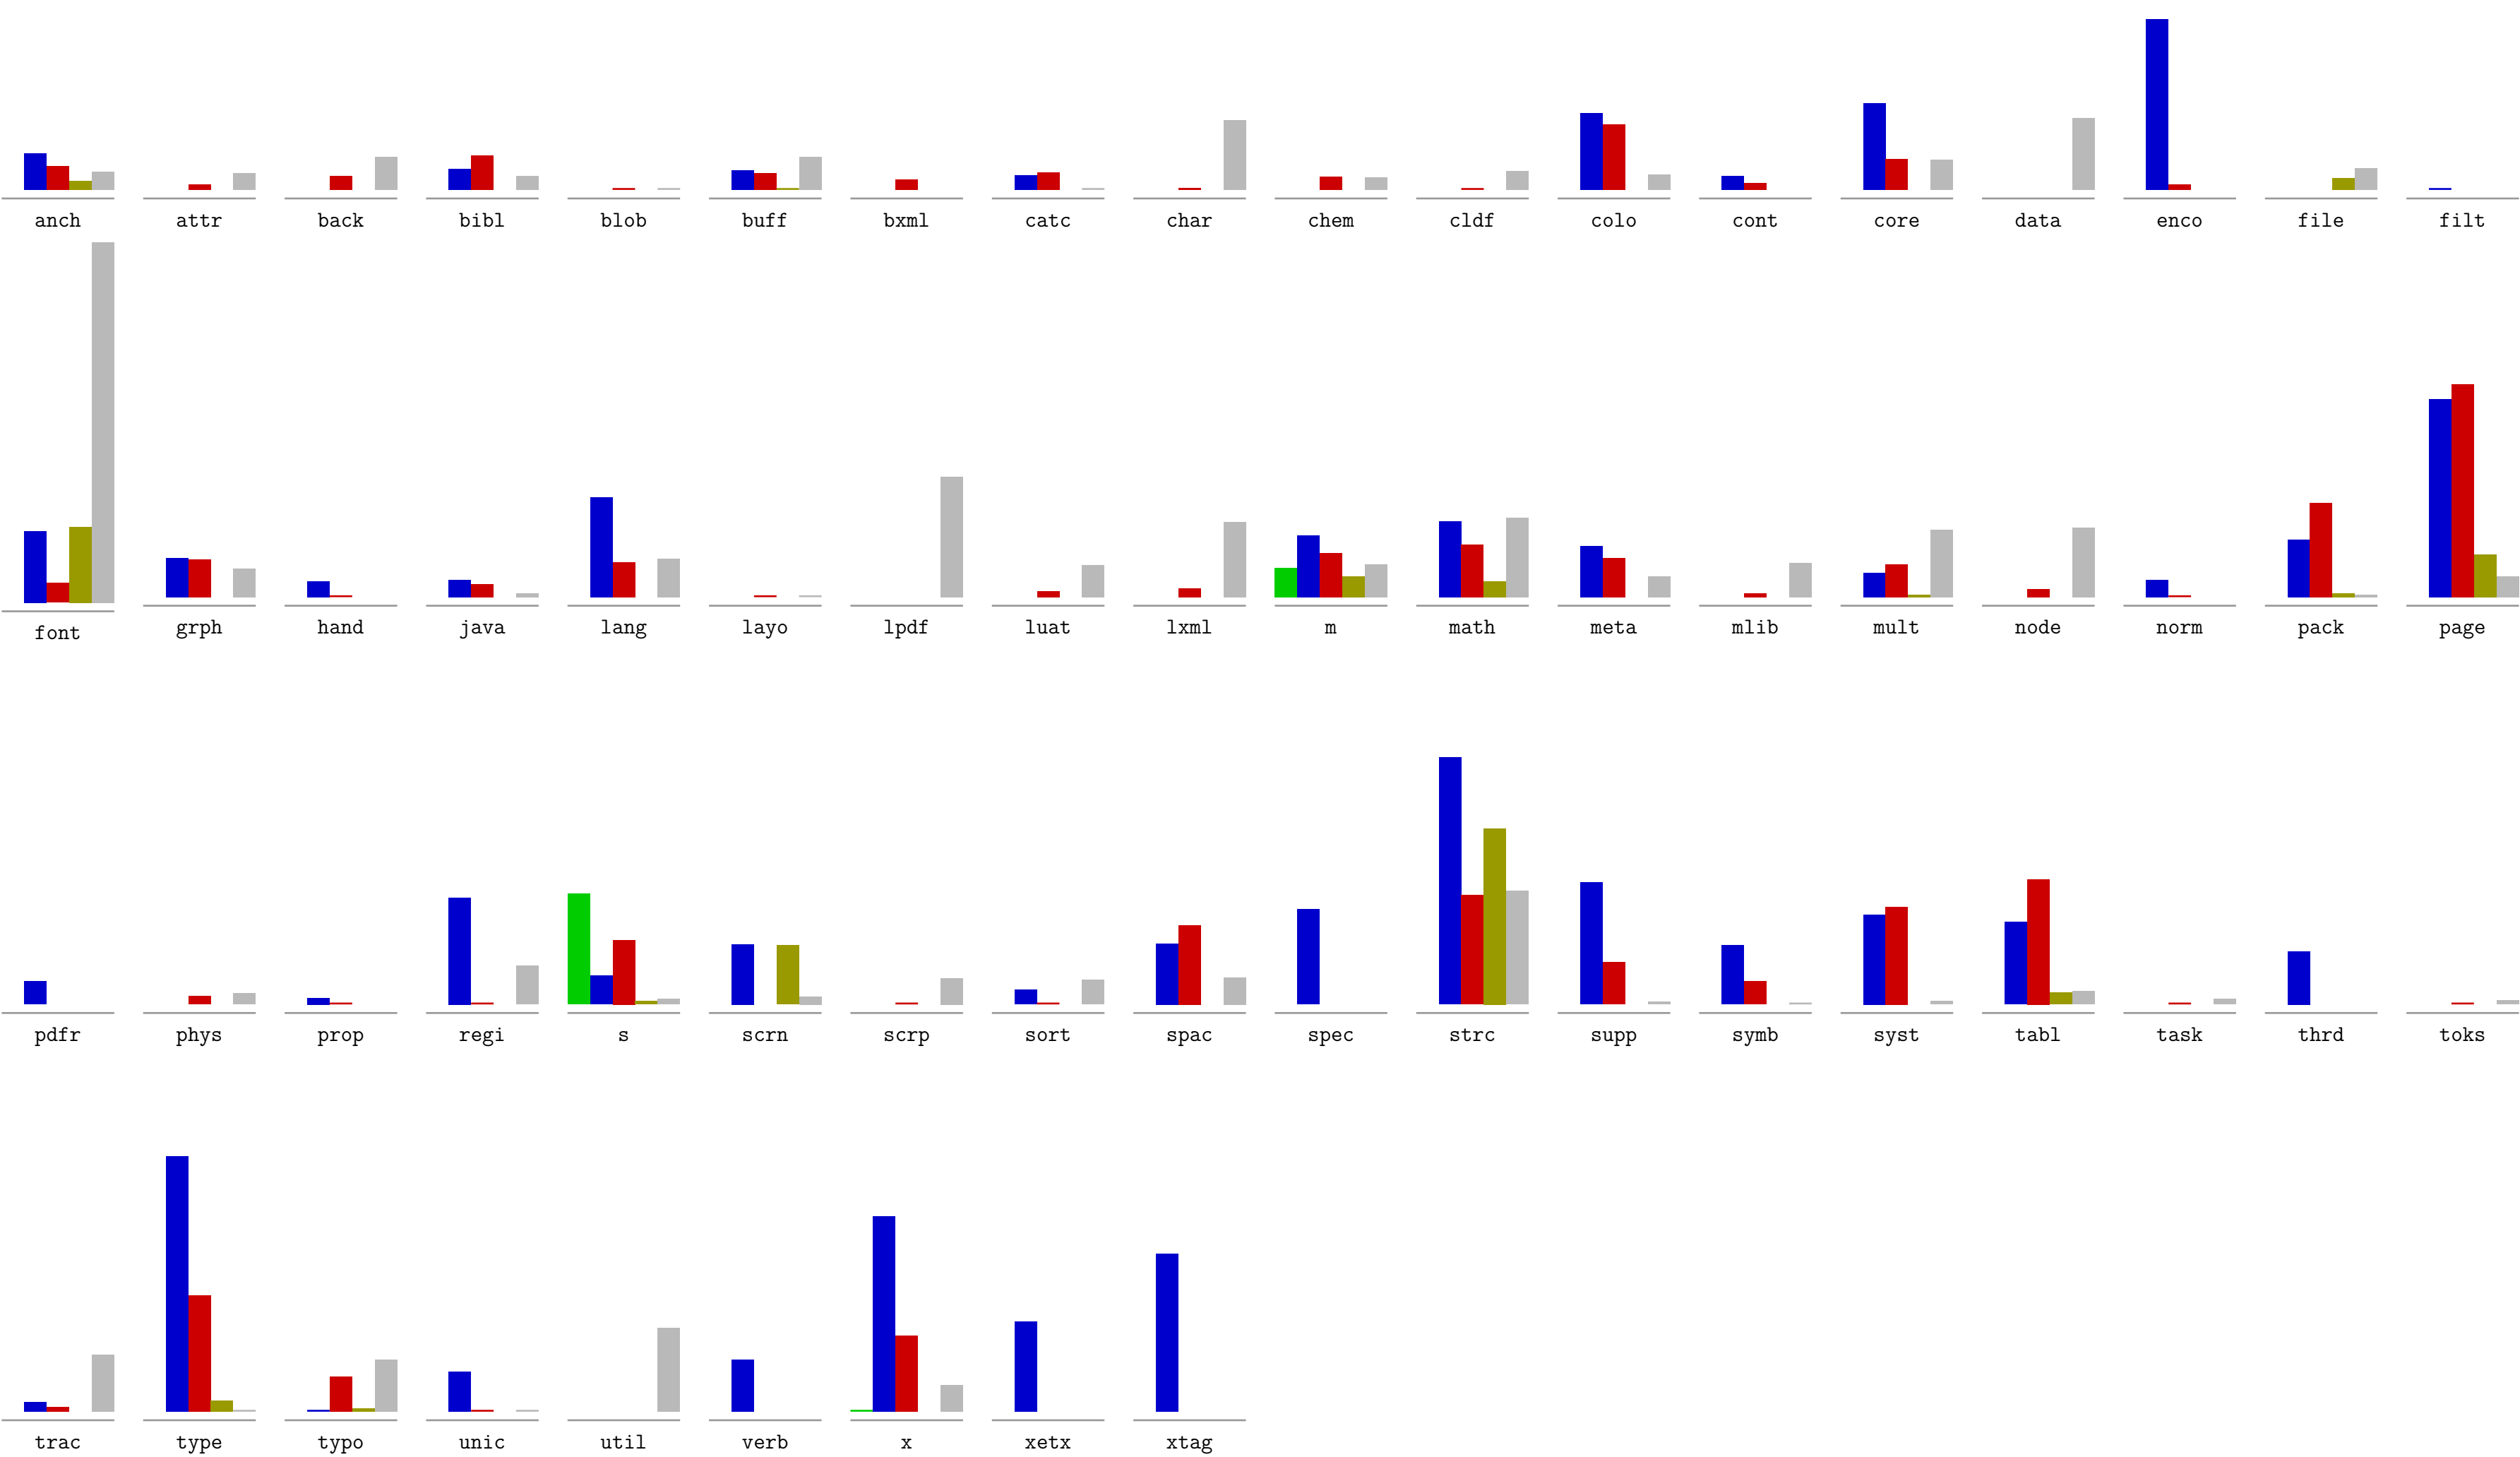 anch attr back bibl blob buff bxml catc char chem cldf colo cont core data enco file filt
font grph hand java lang layo lpdf luat lxml m math meta mlib mult node norm pack page
pdfr phys prop regi s scrn scrp sort spac spec strc supp symb syst tabl task thrd toks
trac type typo unic util verb x xetx xtag